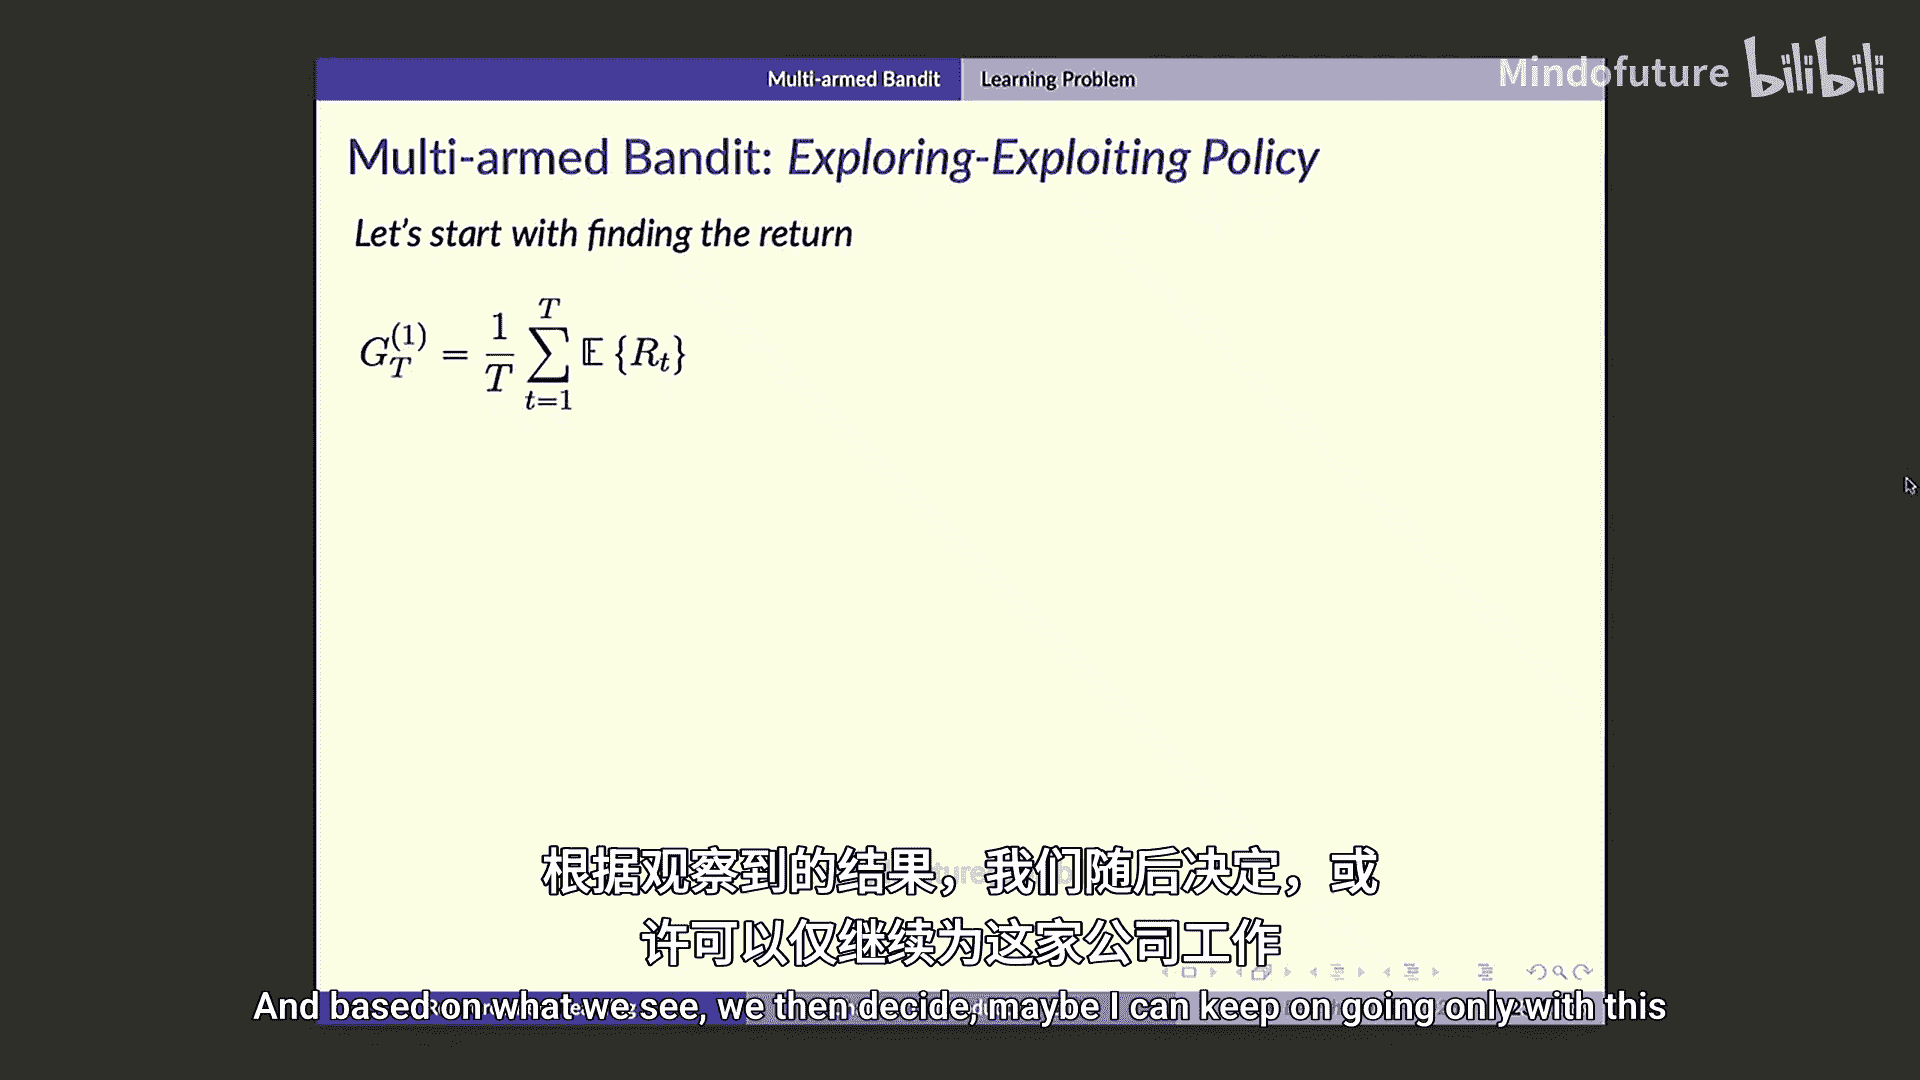 Multi-armed Bandit
Learning Problem
Mindofuture bilibili
Multi-armed Bandit: Exploring-Exploiting Policy
Let's start with finding the return
G_T^{(1)} = \frac{1}{T} \sum_{t=1}^{T} \mathbb{E} \{R_t\}
根据观察到的结果，我们随后决定，或
许可以仅继续为这家公司工作
And based on what we see, we then decide, maybe I can keep on going only with this